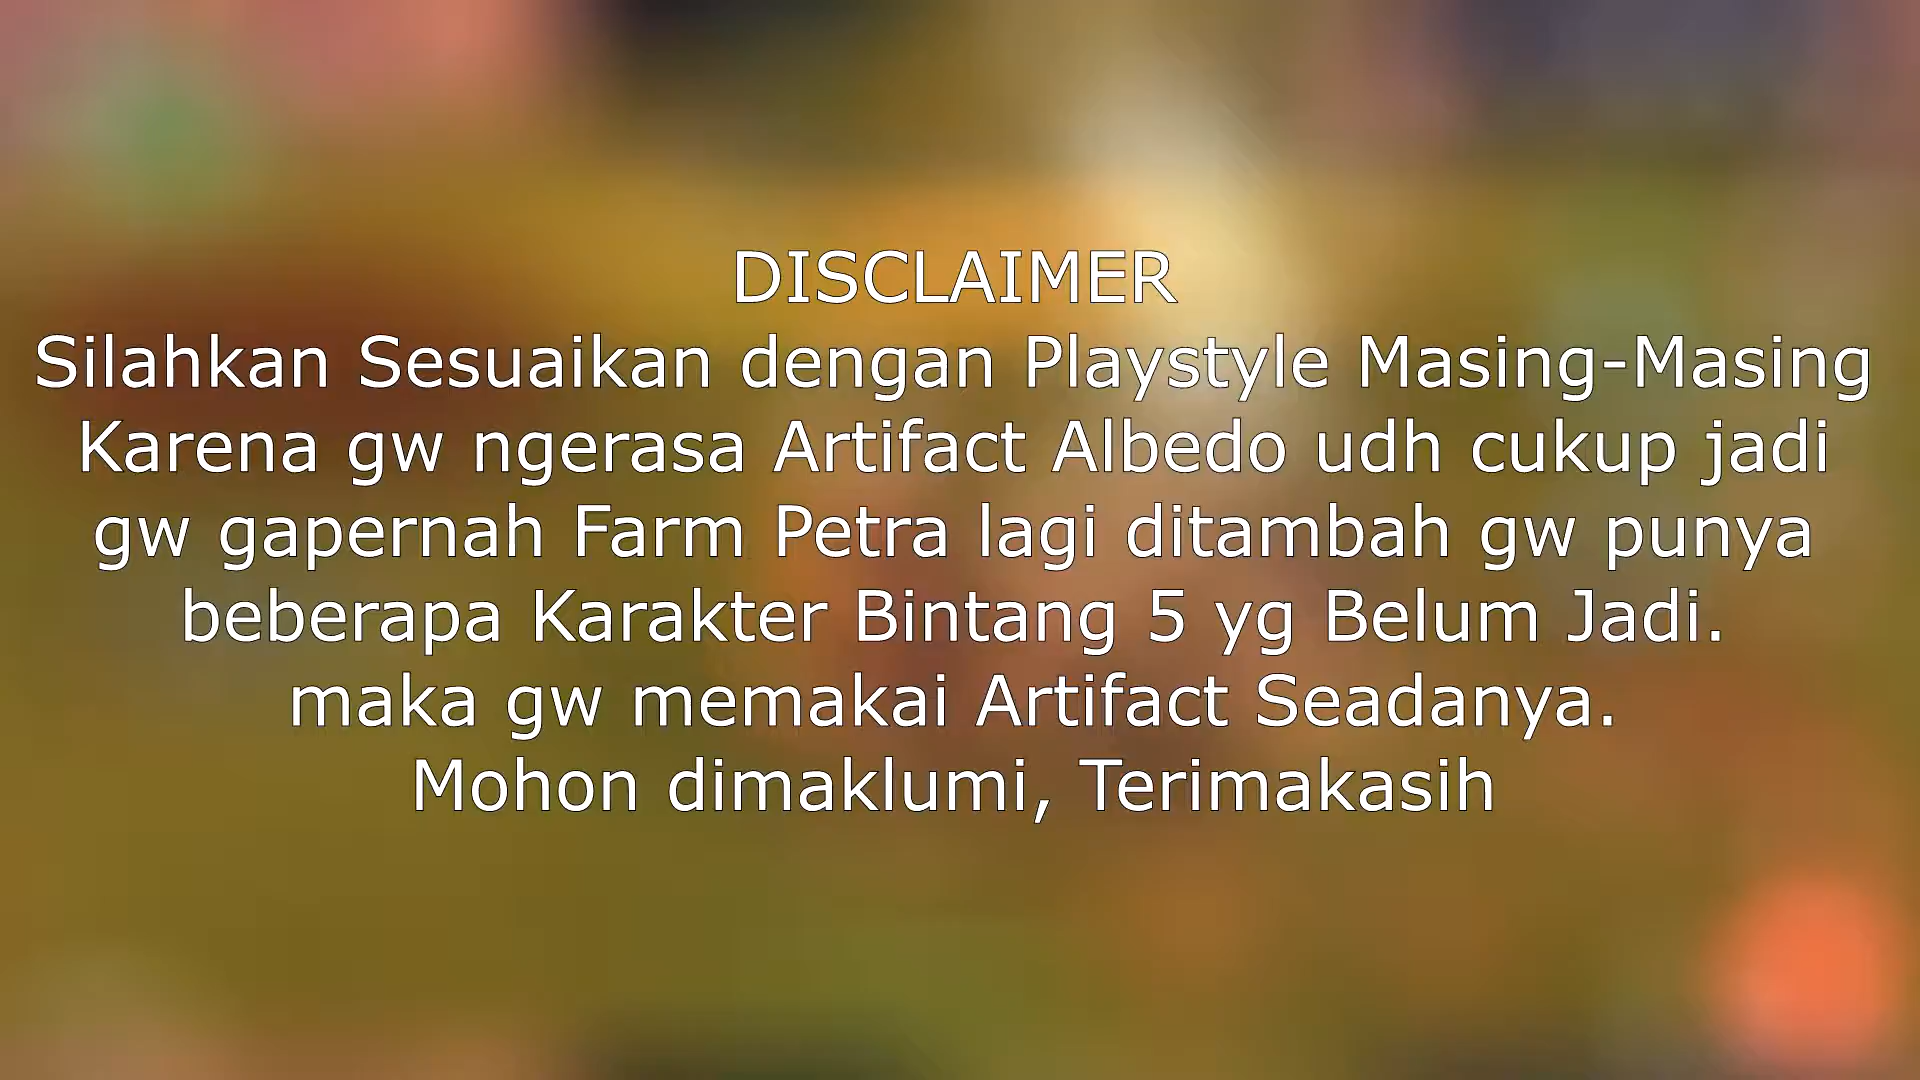 DISCLAIMER
Silahkan Sesuaikan dengan Playstyle Masing-Masing
Karena gw ngerasa Artifact Albedo udh cukup jadi
gw gapernah Farm Petra lagi ditambah gw punya
beberapa Karakter Bintang 5 yg Belum Jadi.
maka gw memakai Artifact Seadanya.
Mohon dimaklumi, Terimakasih